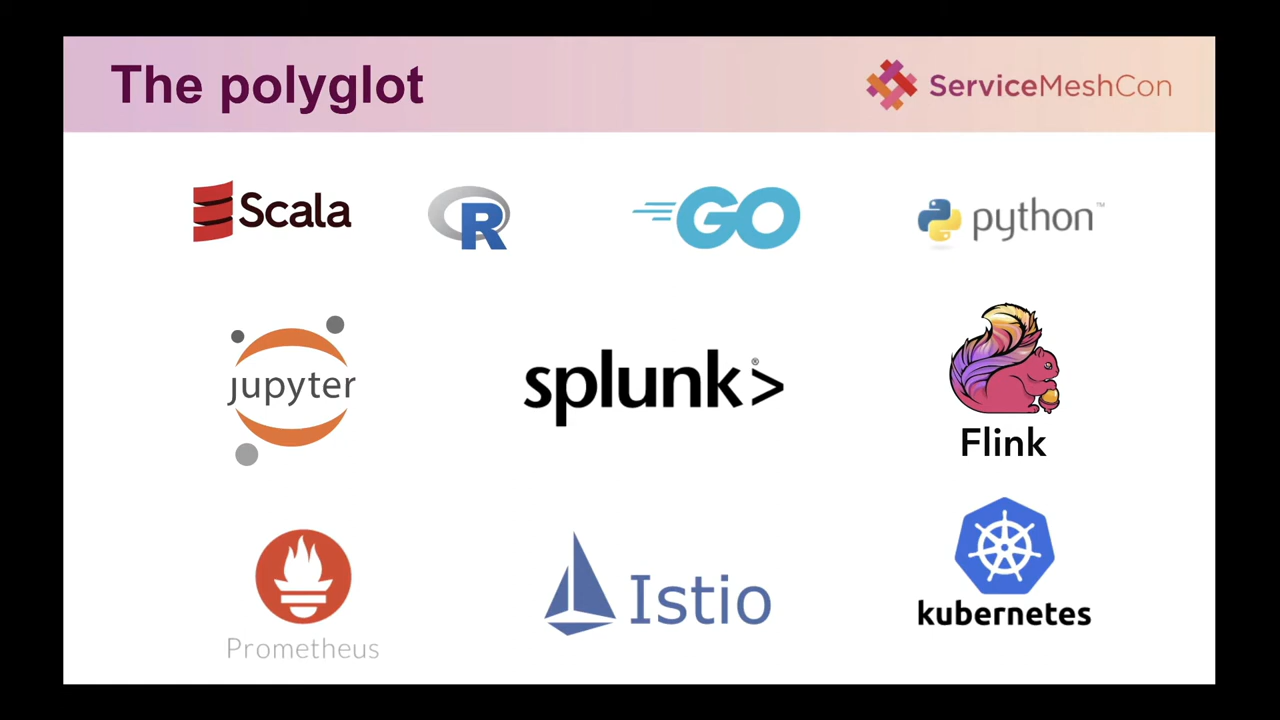 The polyglot
ServiceMeshCon
Scala
R
GO
python™
jupyter
splunk>®
Flink
Prometheus
Istio
kubernetes